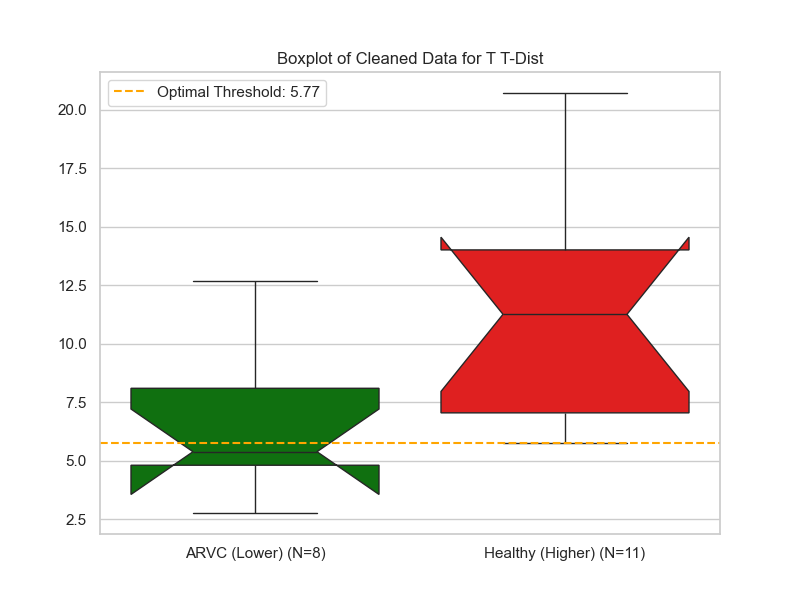 Boxplot of Cleaned Data for T T-Dist
Optimal Threshold: 5.77
20.0
17.5
15.0
12.5
10.0
7.5
5.0
2.5
ARVC (Lower) (N=8)
Healthy (Higher) (N=11)